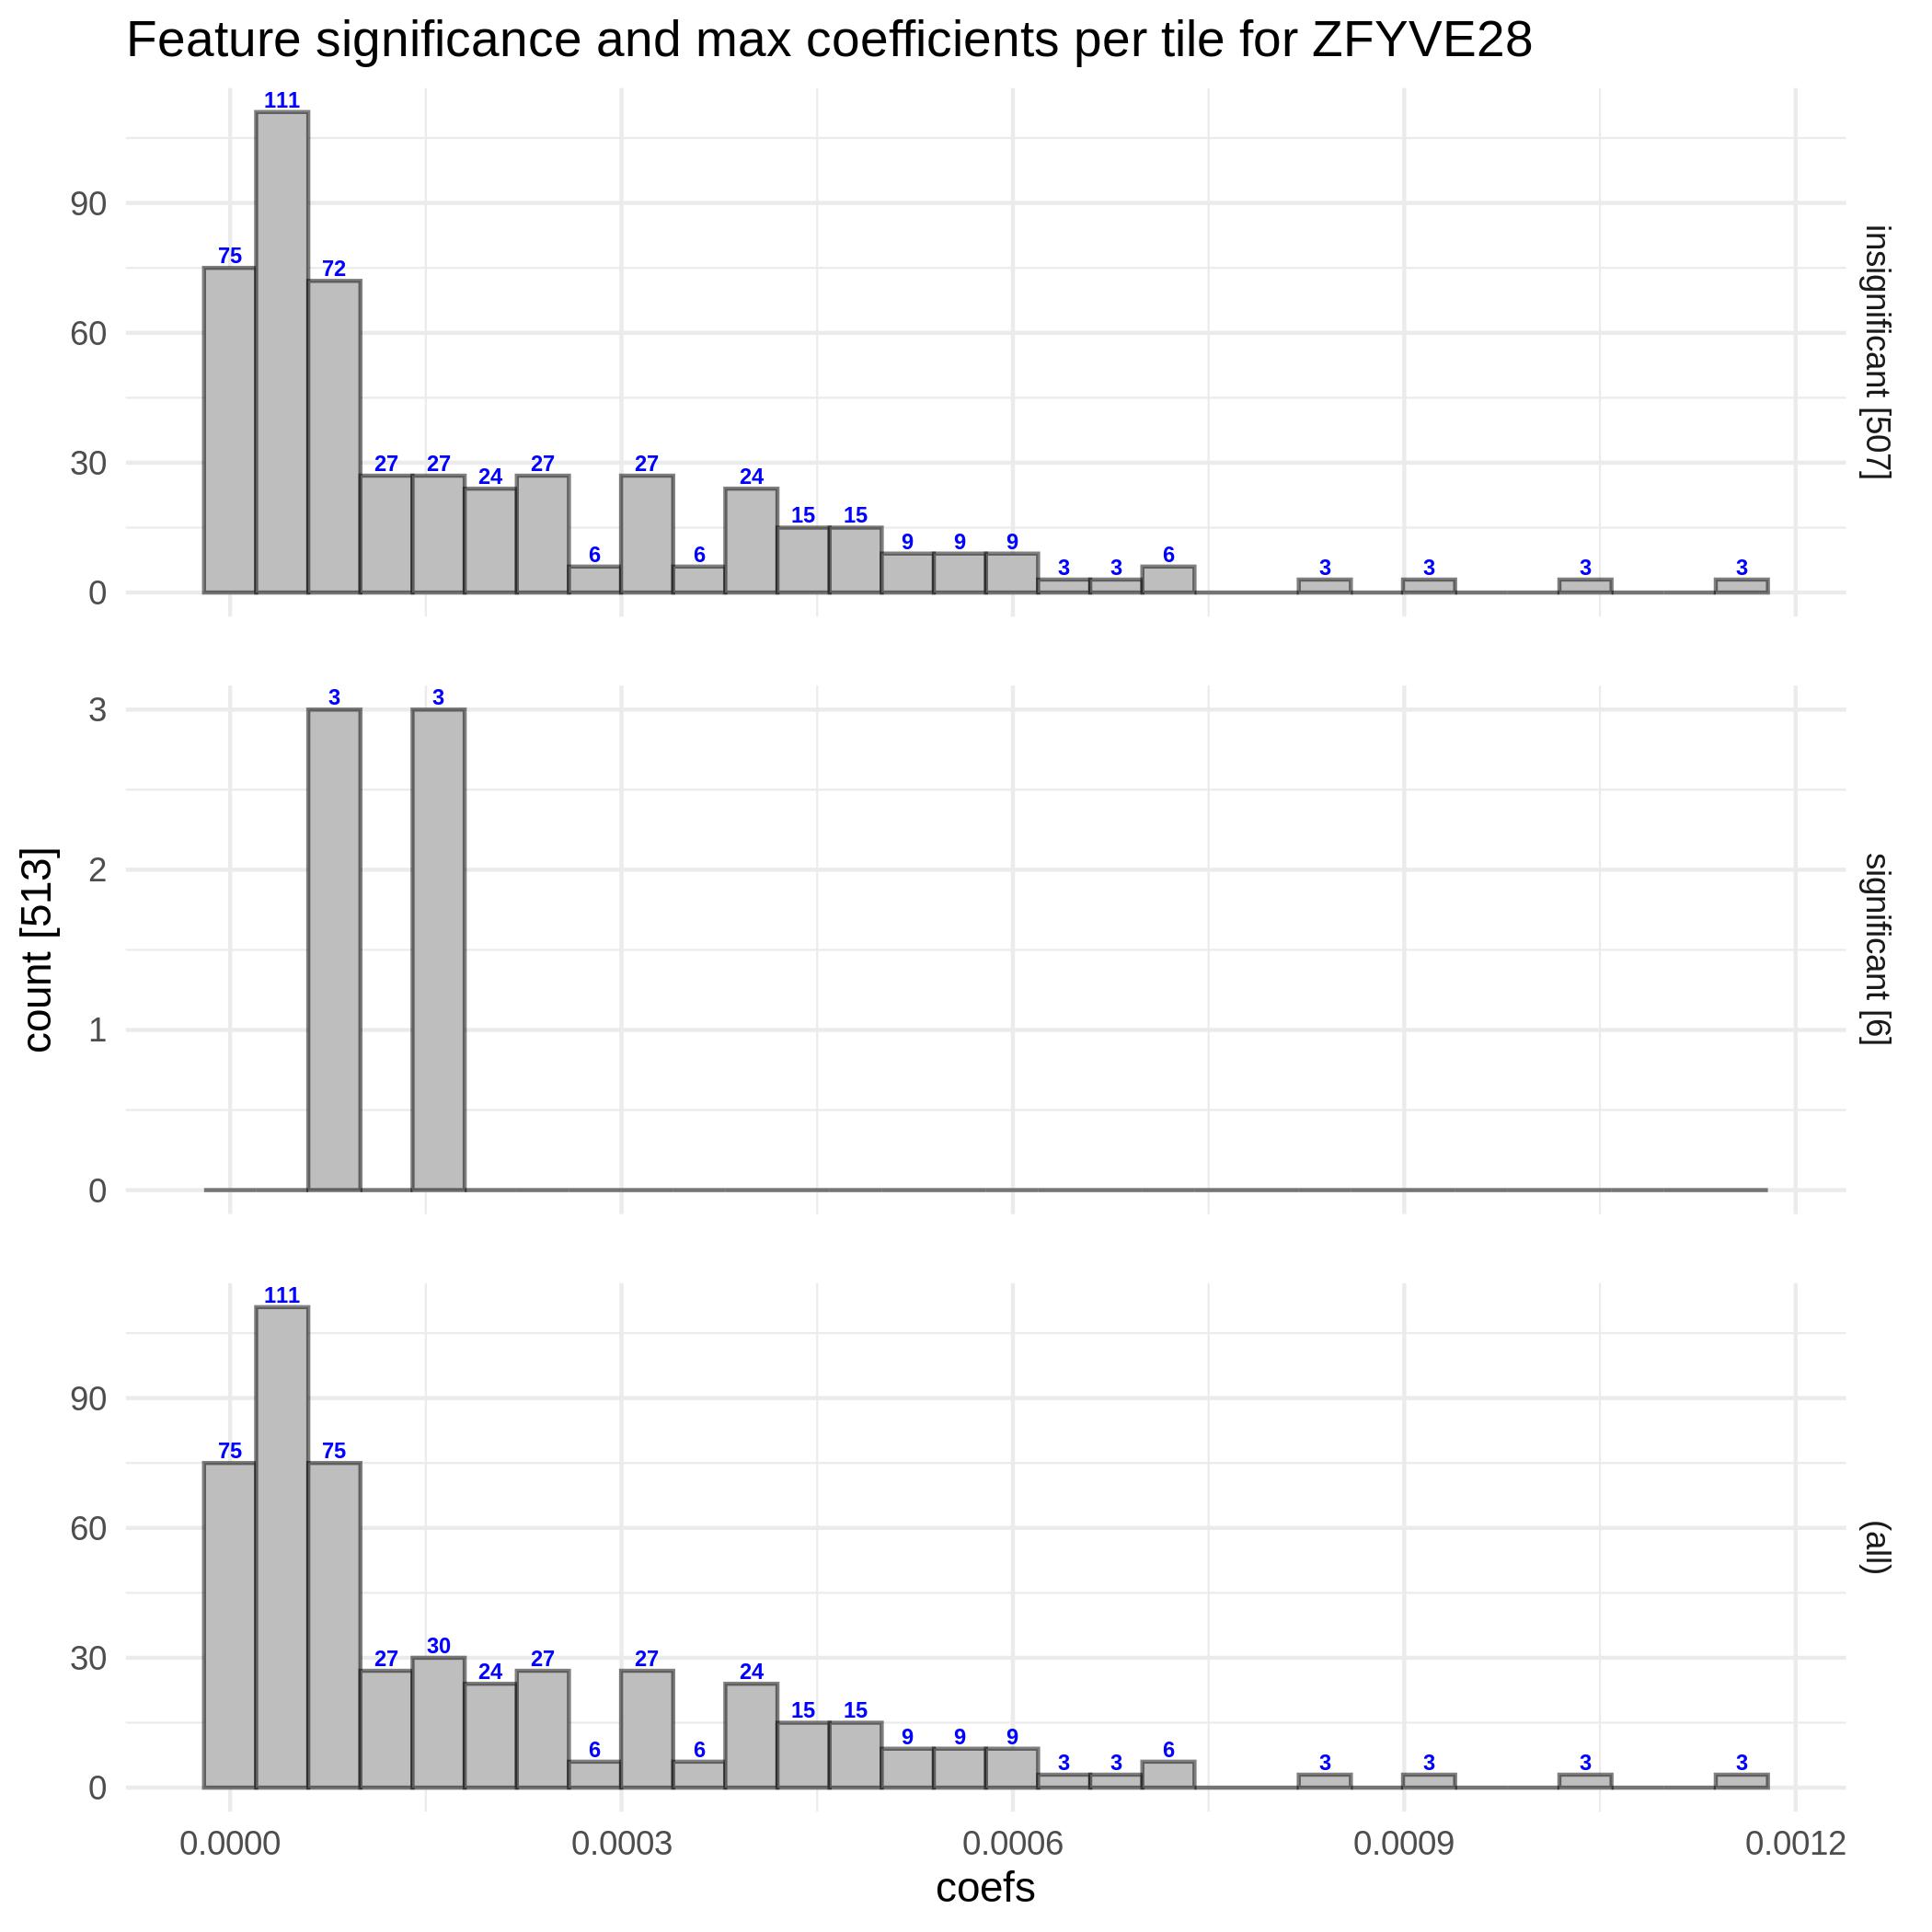 Feature significance and max coefficients per tile for ZFYVE28
111
90
75
72
60
30
27 27 24 27 6 27 6 24 15 15 9 9 9 3 3 6 3 3 3 3
0
insignificant [507]
3 3
3
2
1
0
significant [6]
count [513]
111
90
75 75
60
30
27 30 24 27 6 27 6 24 15 15 9 9 9 3 3 6 3 3 3 3
0
(all)
0.0000 0.0003 0.0006 0.0009 0.0012
coefs